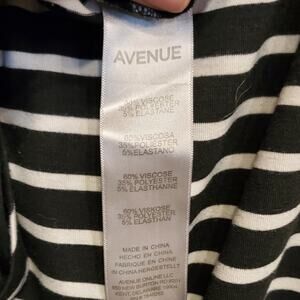 AVENUE
60% VISCOSE
35% POLYESTER
5% ELASTANE
60% VISCOSA
35% POLIESTER
5% ELASTANO
60% VISCOSE
35% POLYESTER
5% ELASTHANNE
60% VISKOSE
35% POLYESTER
5% ELASTHAN
MADE IN CHINA
HECHO EN CHINA
FABRIQUE EN CHINE
IN CHINA HERGESTELLT
AVENUE ONLINE LLC